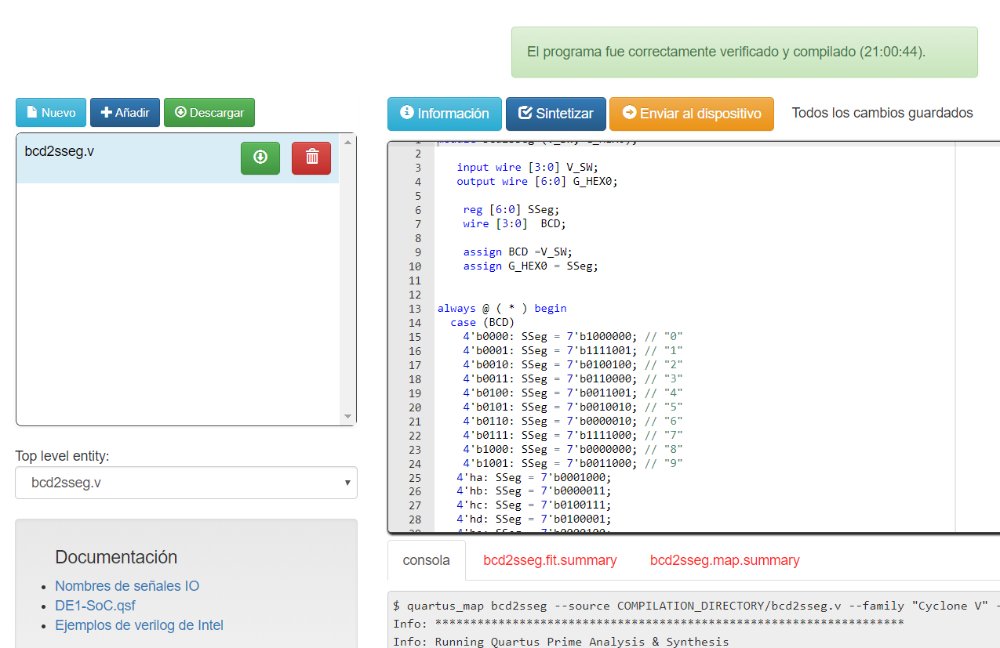 El programa fue correctamente verificado y compilado (21:00:44).
Nuevo Añadir Descargar
Información Sintetizar Enviar al dispositivo Todos los cambios guardados
bcd2sseg.v
Top level entity:
bcd2sseg.v
Documentación
Nombres de señales IO
DE1-SoC.qsf
Ejemplos de verilog de Intel
2
3 input wire [3:0] V_SW;
4 output wire [6:0] G_HEX0;
5
6 reg [6:0] SSeg;
7 wire [3:0]  BCD;
8
9 assign BCD =V_SW;
10 assign G_HEX0 = SSeg;
11
12
13 always @ ( * ) begin
14 case (BCD)
15 4'b0000: SSeg = 7'b1000000; // "0"
16 4'b0001: SSeg = 7'b1111001; // "1"
17 4'b0010: SSeg = 7'b0100100; // "2"
18 4'b0011: SSeg = 7'b0110000; // "3"
19 4'b0100: SSeg = 7'b0011001; // "4"
20 4'b0101: SSeg = 7'b0010010; // "5"
21 4'b0110: SSeg = 7'b0000010; // "6"
22 4'b0111: SSeg = 7'b1111000; // "7"
23 4'b1000: SSeg = 7'b0000000; // "8"
24 4'b1001: SSeg = 7'b0011000; // "9"
25 4'ha: SSeg = 7'b0001000;
26 4'hb: SSeg = 7'b0000011;
27 4'hc: SSeg = 7'b0100111;
28 4'hd: SSeg = 7'b0100001;
consola bcd2sseg.fit.summary bcd2sseg.map.summary
$ quartus_map bcd2sseg --source COMPILATION_DIRECTORY/bcd2sseg.v --family "Cyclone V" -
Info: *******************************************************************
Info: Running Quartus Prime Analysis & Synthesis